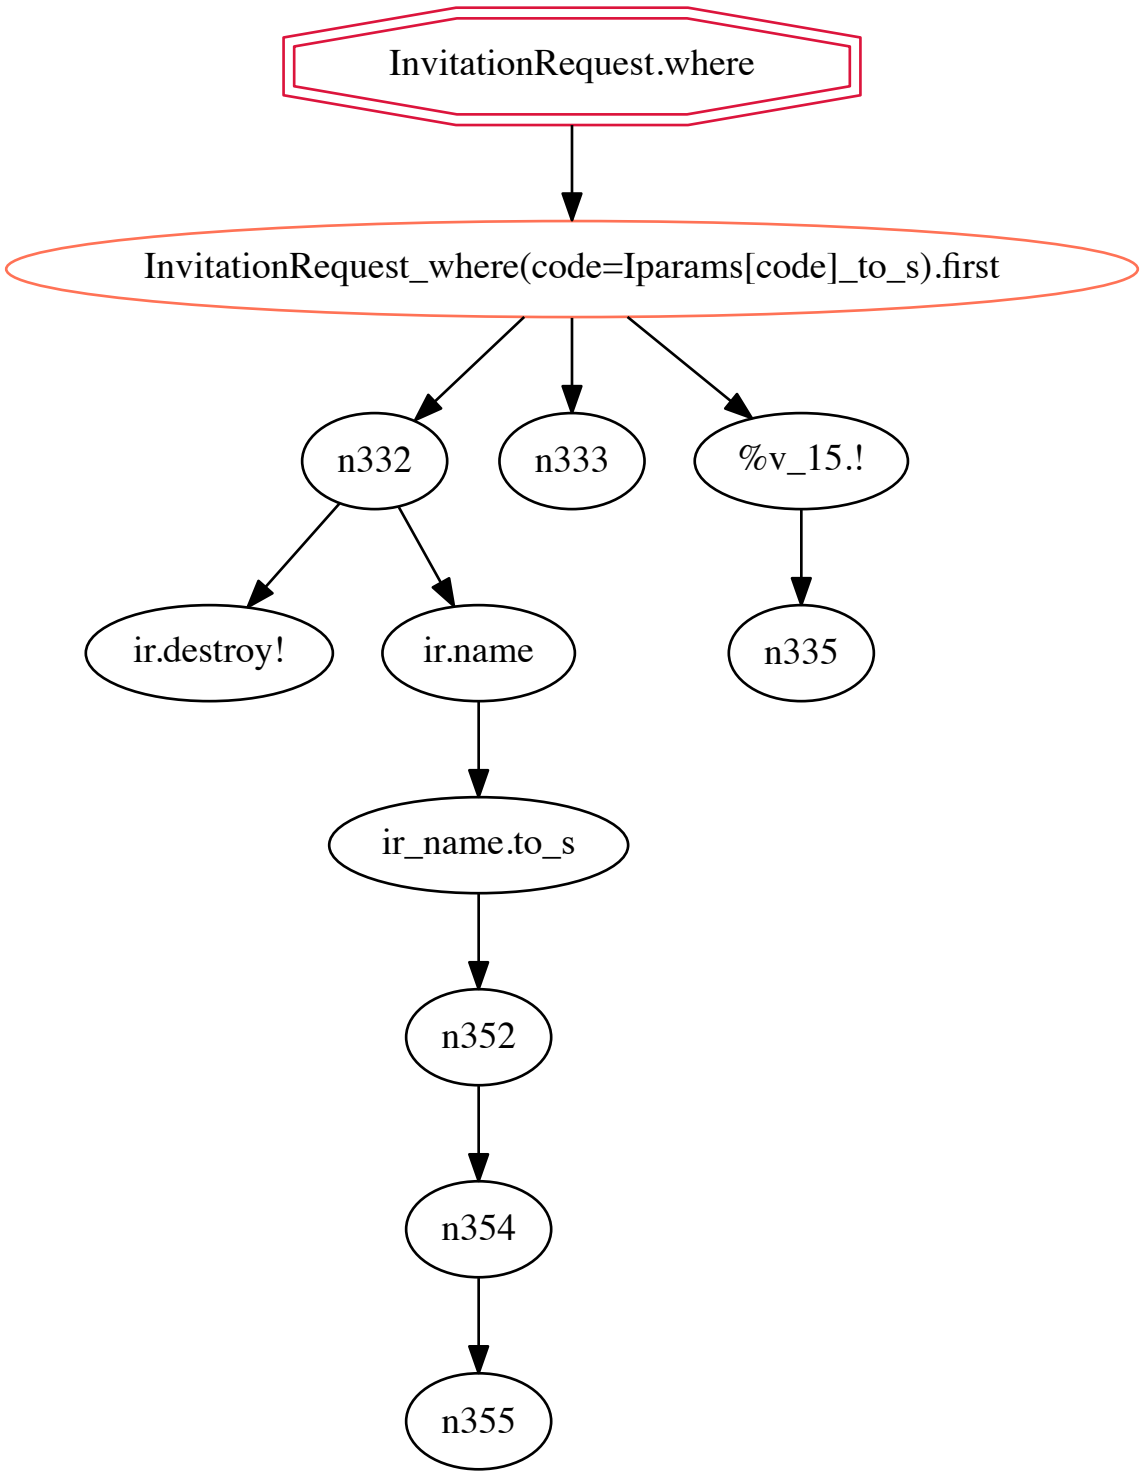 InvitationRequest.where
InvitationRequest_where(code=Iparams[code]_to_s).first
n332
n333
%v_15.!
ir.destroy!
ir.name
n335
ir_name.to_s
n352
n354
n355